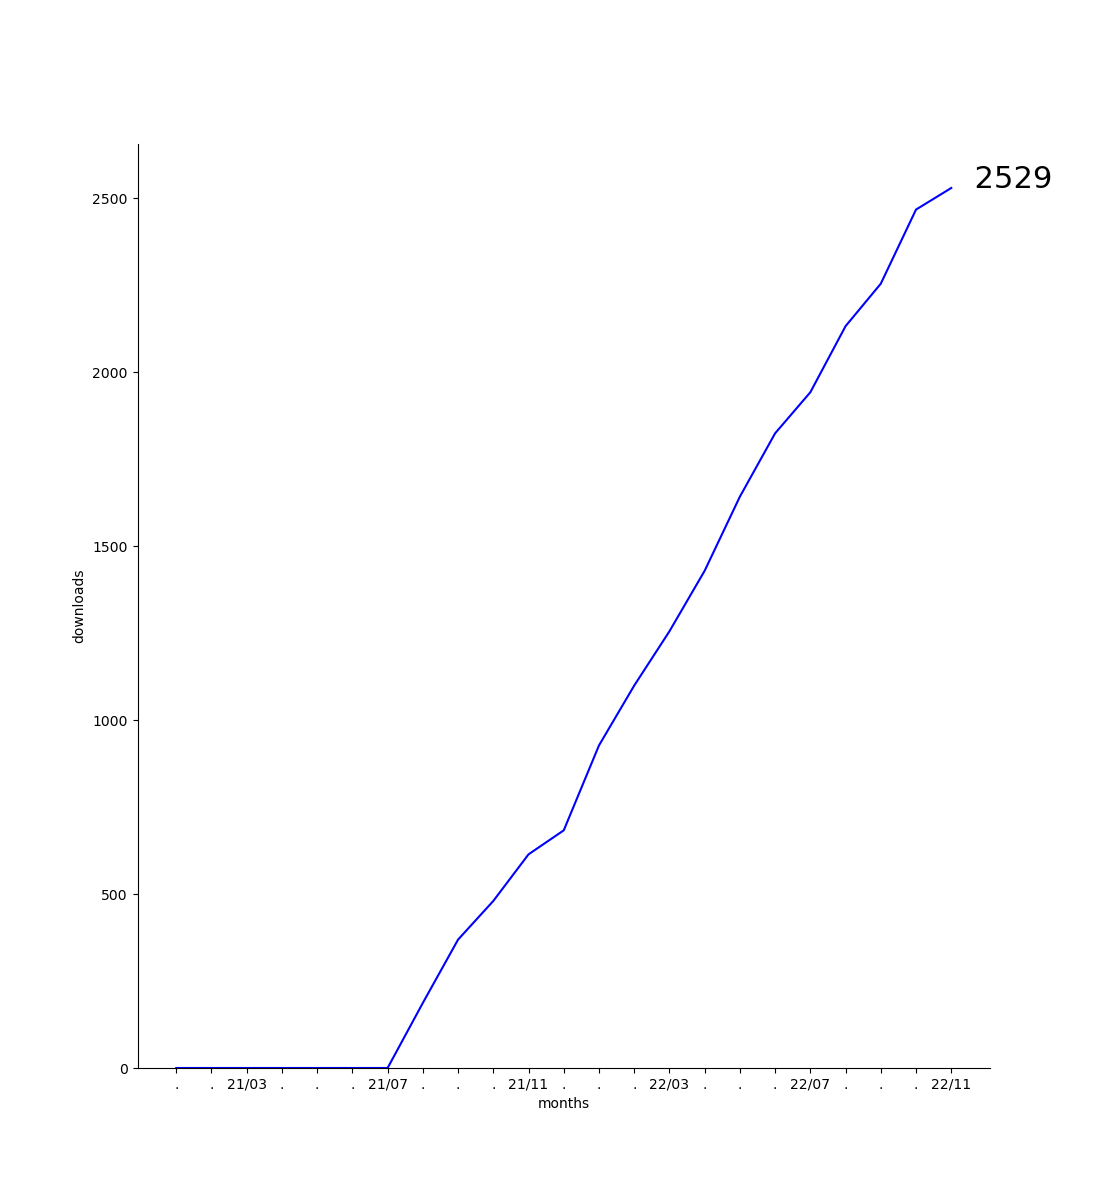 2529
2500
2000
1500
1000
500
0
downloads
. . 21/03 . . . 21/07 . . . 21/11 . . . 22/03 . . . 22/07 . . . 22/11
months